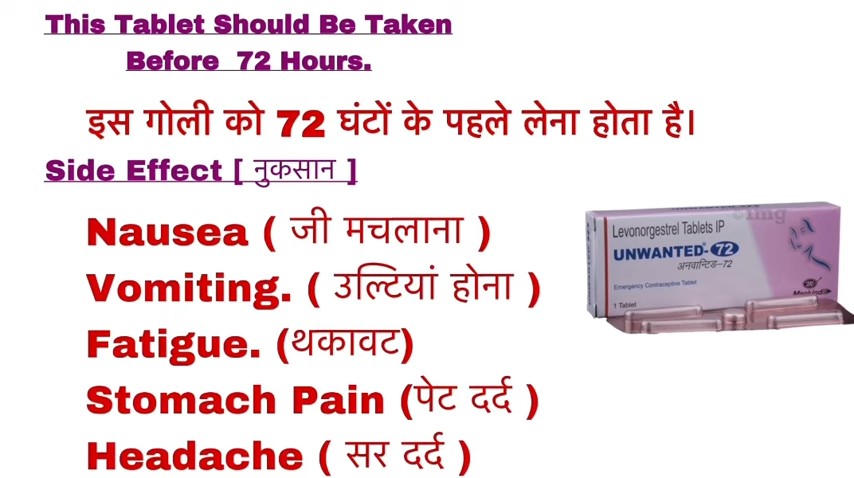 This Tablet Should Be Taken
Before 72 Hours.
इस गोली को 72 घंटों के पहले लेना होता है।
Side Effect [ नुकसान ]
Nausea ( जी मचलाना )
Vomiting. ( उल्टियां होना )
Fatigue. (थकावट)
Stomach Pain (पेट दर्द )
Headache ( सर दर्द )
Levonorgestrel Tablets IP
UNWANTED® 72
अनवान्टिड-72
Emergency Contraceptive Tablet
1 Tablet
Mankind